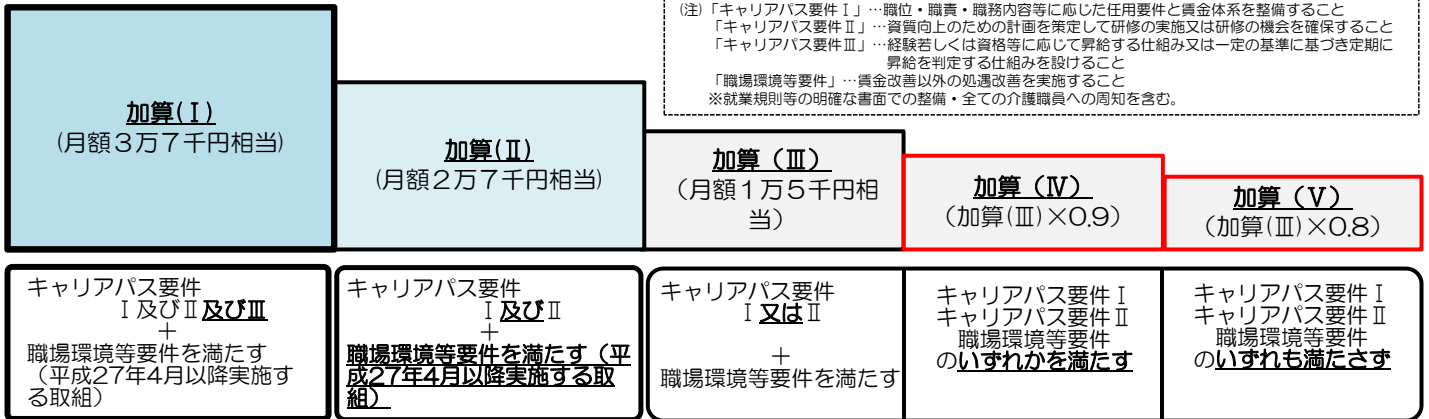 (注)「キャリアパス要件Ⅰ」…職位・職責・職務内容等に応じた任用要件と賃金体系を整備すること
「キャリアパス要件Ⅱ」…資質向上のための計画を策定して研修の実施又は研修の機会を確保すること
「キャリアパス要件Ⅲ」…経験若しくは資格等に応じて昇給する仕組み又は一定の基準に基づき定期に
昇給を判定する仕組みを設けること
「職場環境等要件」…賃金改善以外の処遇改善を実施すること
※就業規則等の明確な書面での整備・全ての介護職員への周知を含む。
加算(Ⅰ)
(月額3万7千円相当)
加算(Ⅱ)
(月額2万7千円相当)
加算(Ⅲ)
(月額1万5千円相
当)
加算(Ⅳ)
(加算(Ⅲ)×0.9)
加算(Ⅴ)
(加算(Ⅲ)×0.8)
キャリアパス要件
Ⅰ及びⅡ及びⅢ
+
職場環境等要件を満たす
(平成27年4月以降実施す
る取組)
キャリアパス要件
Ⅰ及びⅡ
+
職場環境等要件を満たす(平
成27年4月以降実施する取
組)
キャリアパス要件
Ⅰ又はⅡ
+
職場環境等要件を満たす
キャリアパス要件Ⅰ
キャリアパス要件Ⅱ
職場環境等要件
のいずれかを満たす
キャリアパス要件Ⅰ
キャリアパス要件Ⅱ
職場環境等要件
のいずれも満たさず